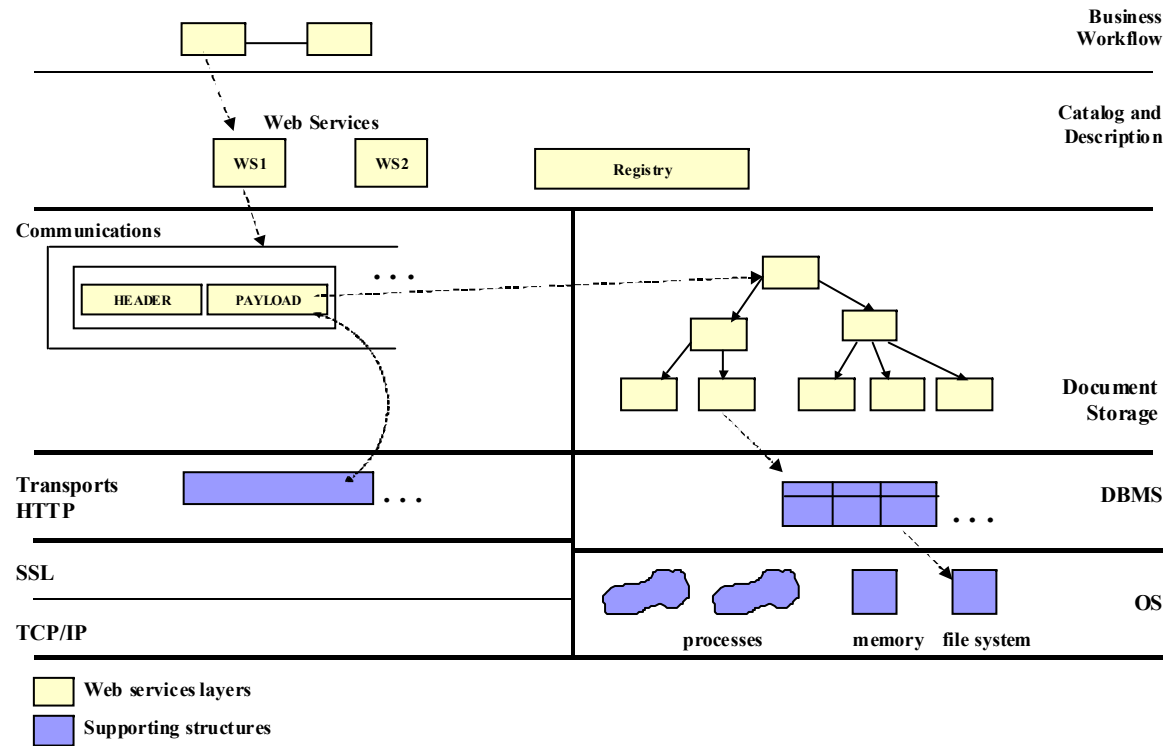 Business
Workflow
Catalog and
Description
Web Services
WS1
WS2
Registry
Communications
. . .
HEADER
PAYLOAD
Document
Storage
Transports
HTTP
. . .
DBMS
. . .
SSL
OS
TCP/IP
processes
memory
file system
Web services layers
Supporting structures